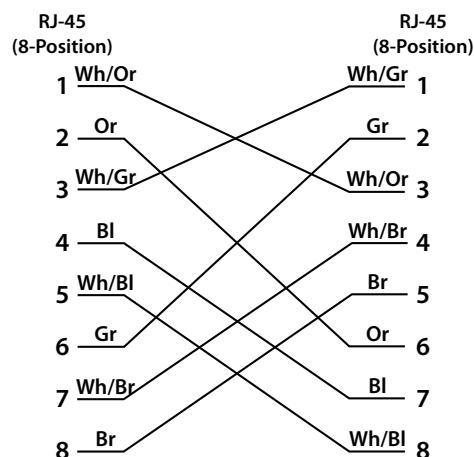 RJ-45 RJ-45
(8-Position) (8-Position)
1 Wh/Or Wh/Gr 1
2 Or Gr 2
3 Wh/Gr Wh/Or 3
4 Bl Wh/Br 4
5 Wh/Bl Br 5
6 Gr Or 6
7 Wh/Br Bl 7
8 Br Wh/Bl 8